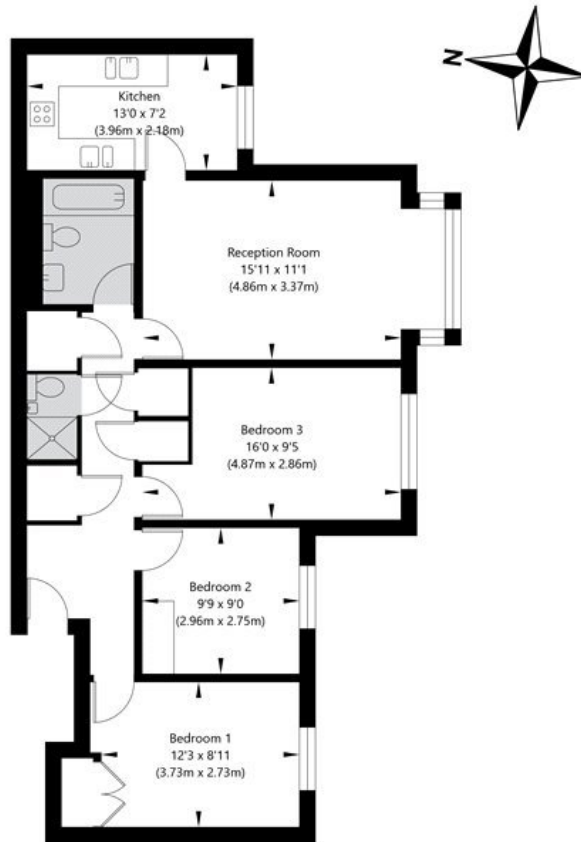 N
Kitchen
13'0 x 7'2
(3.96m x 2.18m)
Reception Room
15'11 x 11'1
(4.86m x 3.37m)
Bedroom 3
16'0 x 9'5
(4.87m x 2.86m)
Bedroom 2
9'9 x 9'0
(2.96m x 2.75m)
Bedroom 1
12'3 x 8'11
(3.73m x 2.73m)